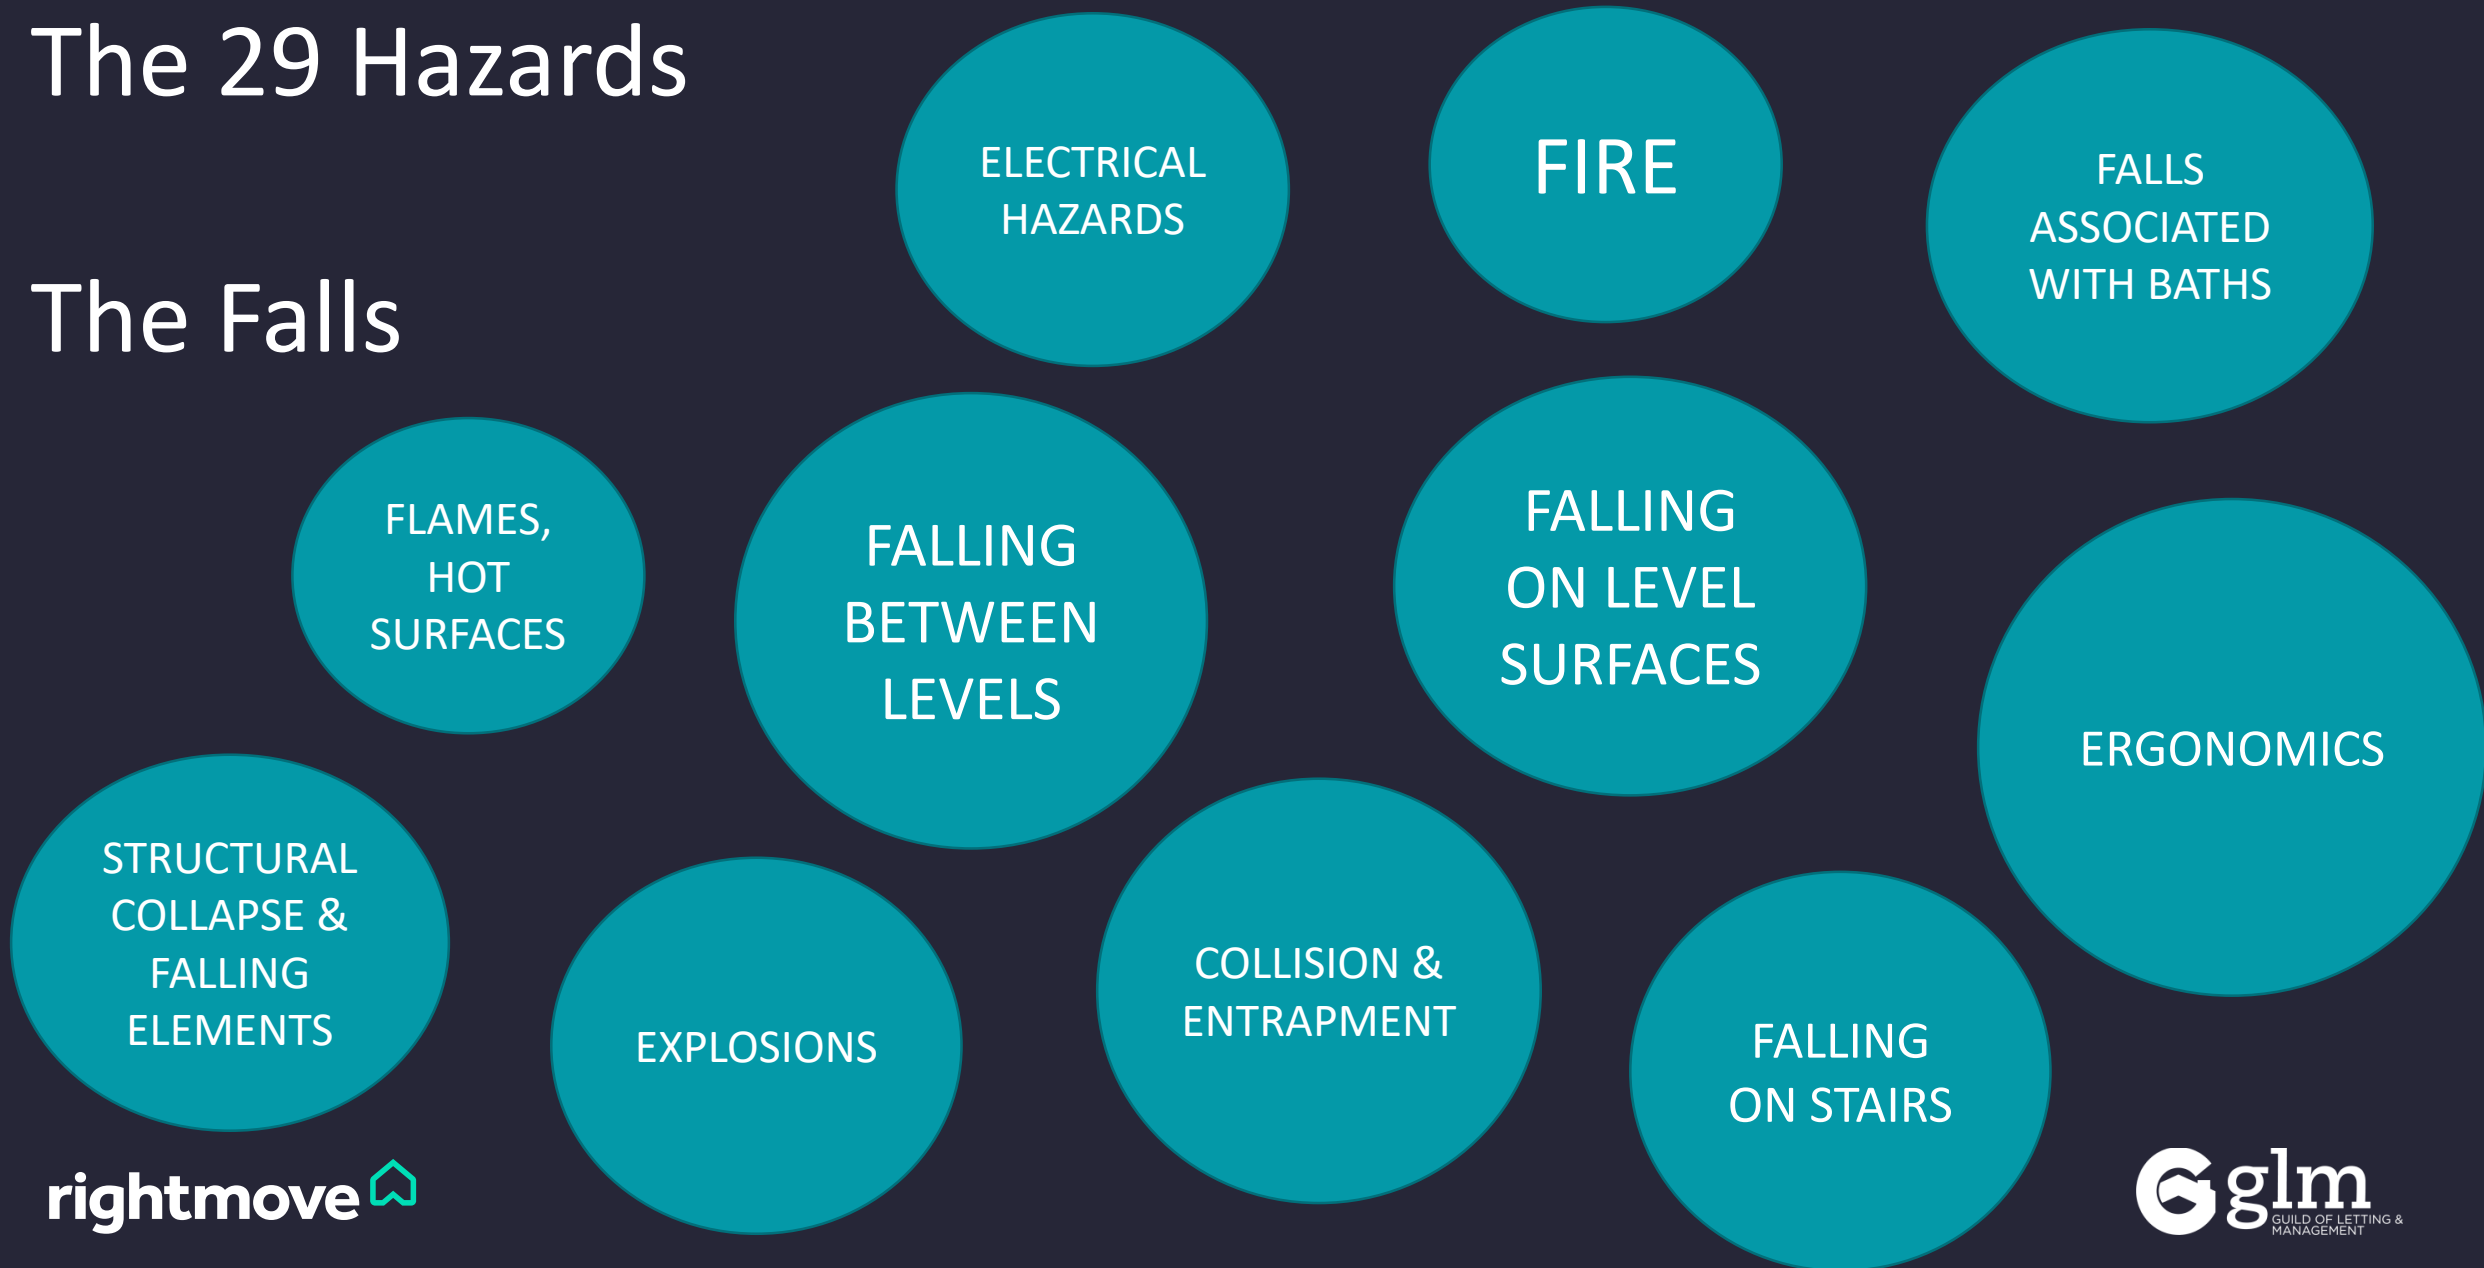 The 29 Hazards
The Falls
ELECTRICAL
HAZARDS
FIRE
FALLS
ASSOCIATED
WITH BATHS
FLAMES,
HOT
SURFACES
FALLING
BETWEEN
LEVELS
FALLING
ON LEVEL
SURFACES
ERGONOMICS
STRUCTURAL
COLLAPSE &
FALLING
ELEMENTS
EXPLOSIONS
COLLISION &
ENTRAPMENT
FALLING
ON STAIRS
rightmove
glm
GUILD OF LETTING &
MANAGEMENT